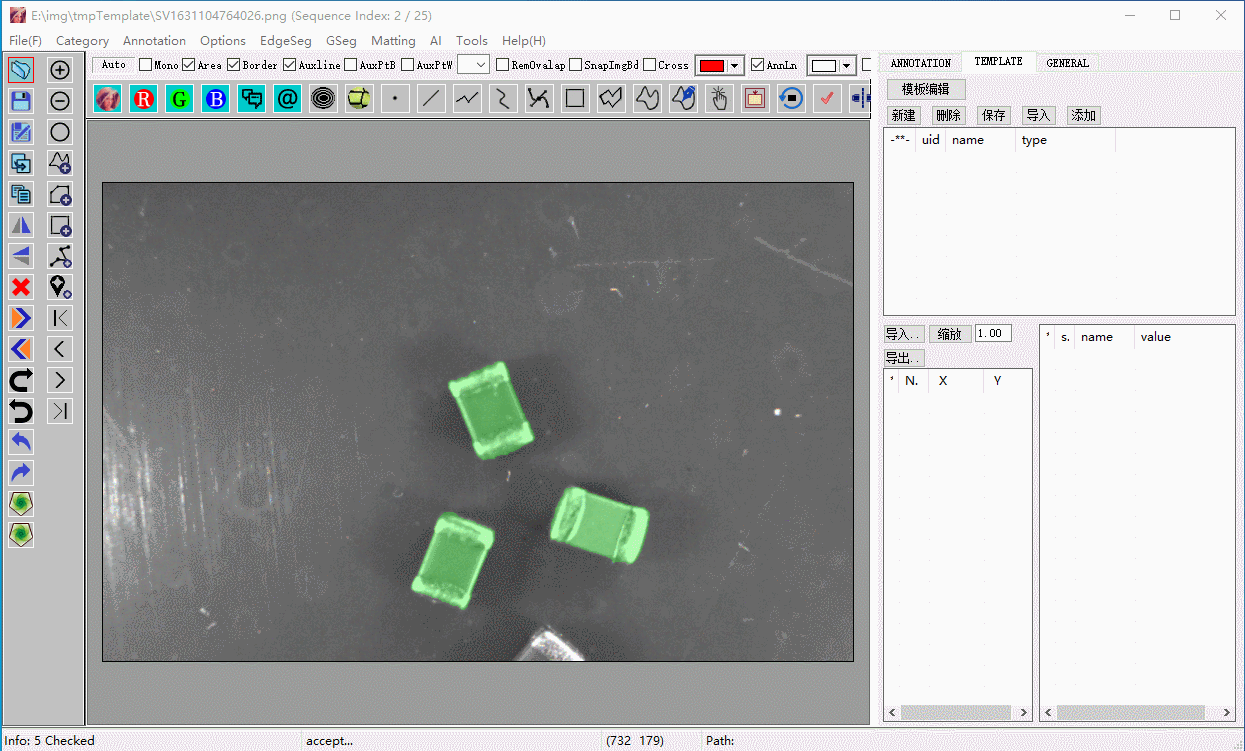 E:\img\tmpTemplate\SV1631104764026.png (Sequence Index: 2 / 25)
File(F) Category Annotation Options EdgeSeg GSeg Matting AI Tools Help(H)
Auto Mono Area Border Auxline AuxPtB AuxPtW RemOvalap SnapImgBd Cross AnnLn
R G B @
ANNOTATION TEMPLATE GENERAL
模板编辑
新建 删除 保存 导入 添加
-**- uid name type
导入.. 缩放 1.00
导出..
' N. X Y
' s. name value
Info: 5 Checked accept... (732 179) Path: